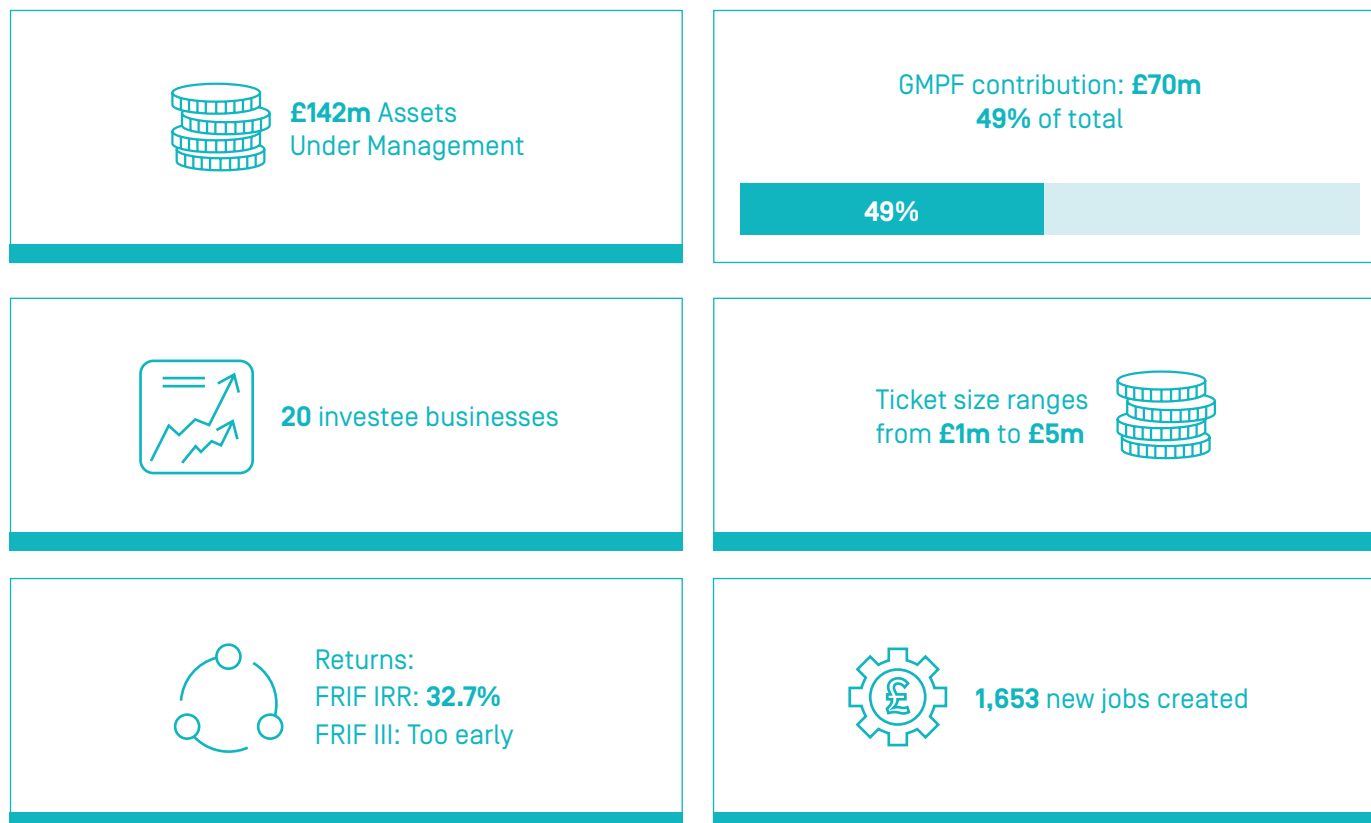 £142m Assets
Under Management
GMPF contribution: £70m
49% of total
49%
20 investee businesses
Ticket size ranges
from £1m to £5m
Returns:
FRIF IRR: 32.7%
FRIF III: Too early
£
1,653 new jobs created